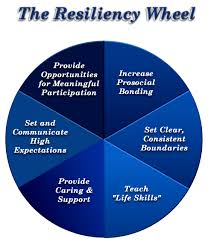 The Resiliency Wheel
Provide
Opportunities
for Meaningful
Participation
Increase
Prosocial
Bonding
Set Clear,
Consistent
Boundaries
Teach
"Life Skills"
Provide
Caring &
Support
Set and
Communicate
High
Expectations